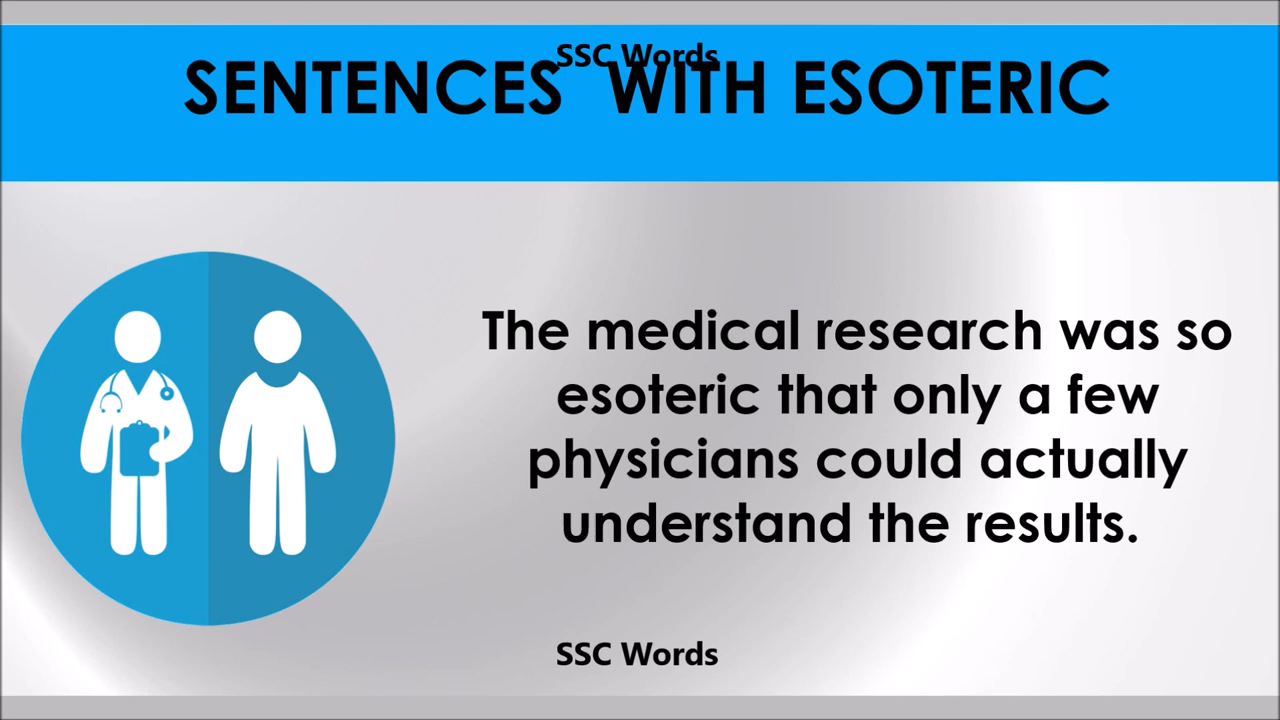 SSC Words
SENTENCES WITH ESOTERIC
The medical research was so
esoteric that only a few
physicians could actually
understand the results.
SSC Words